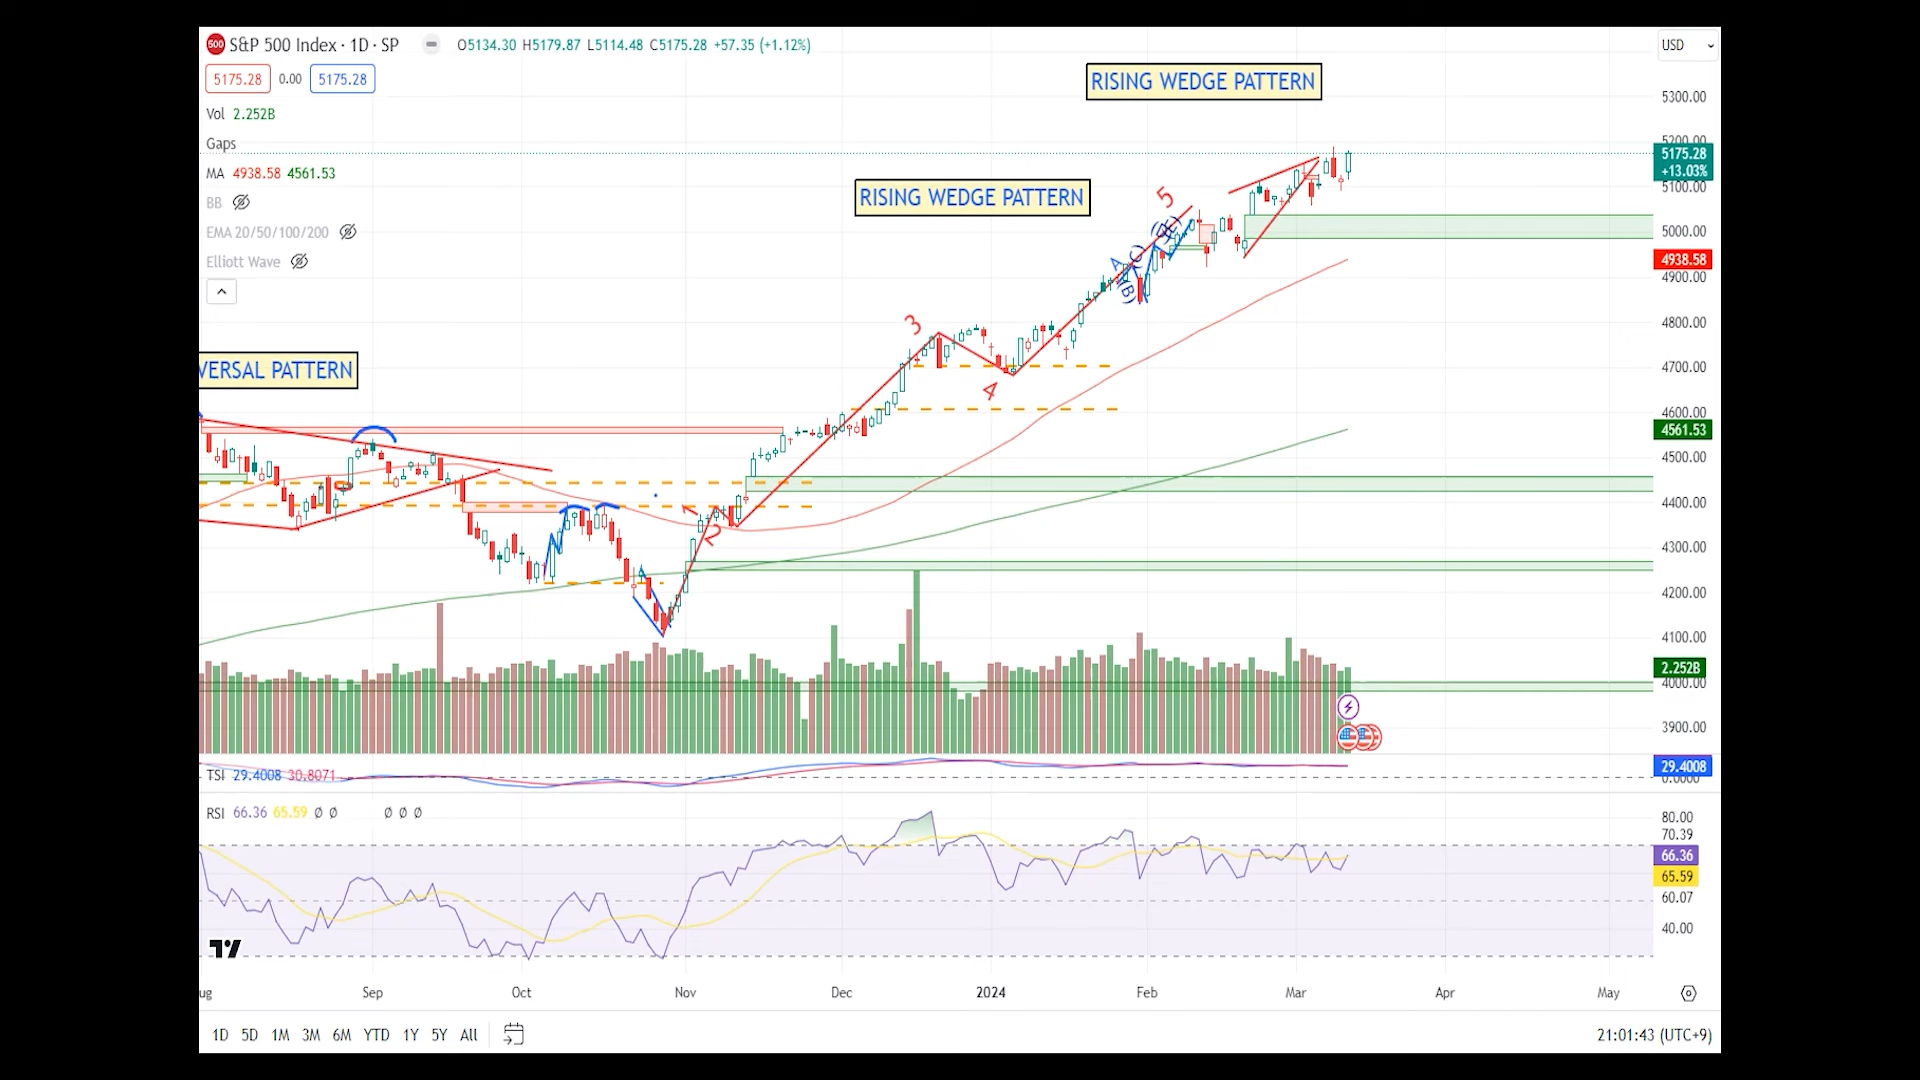 500 S&P 500 Index · 1D · SP O5134.30 H5179.87 L5114.48 C5175.28 +57.35 (+1.12%)
USD
5175.28 0.00 5175.28
RISING WEDGE PATTERN
Vol 2.252B
Gaps
MA 4938.58 4561.53
BB
EMA 20/50/100/200
Elliott Wave
RISING WEDGE PATTERN
VERSAL PATTERN
1
2
3
4
5
A
(B)
C)
(E)
5300.00
5200.00
5175.28
+13.03%
5100.00
5000.00
4938.58
4900.00
4800.00
4700.00
4600.00
4561.53
4500.00
4400.00
4300.00
4200.00
4100.00
2.252B
4000.00
3900.00
TSI 29.4008 30.8071
29.4008
0.0000
RSI 66.36 65.59 Ø Ø Ø Ø Ø
80.00
70.39
66.36
65.59
60.07
40.00
ug Sep Oct Nov Dec 2024 Feb Mar Apr May
1D 5D 1M 3M 6M YTD 1Y 5Y All
21:01:43 (UTC+9)